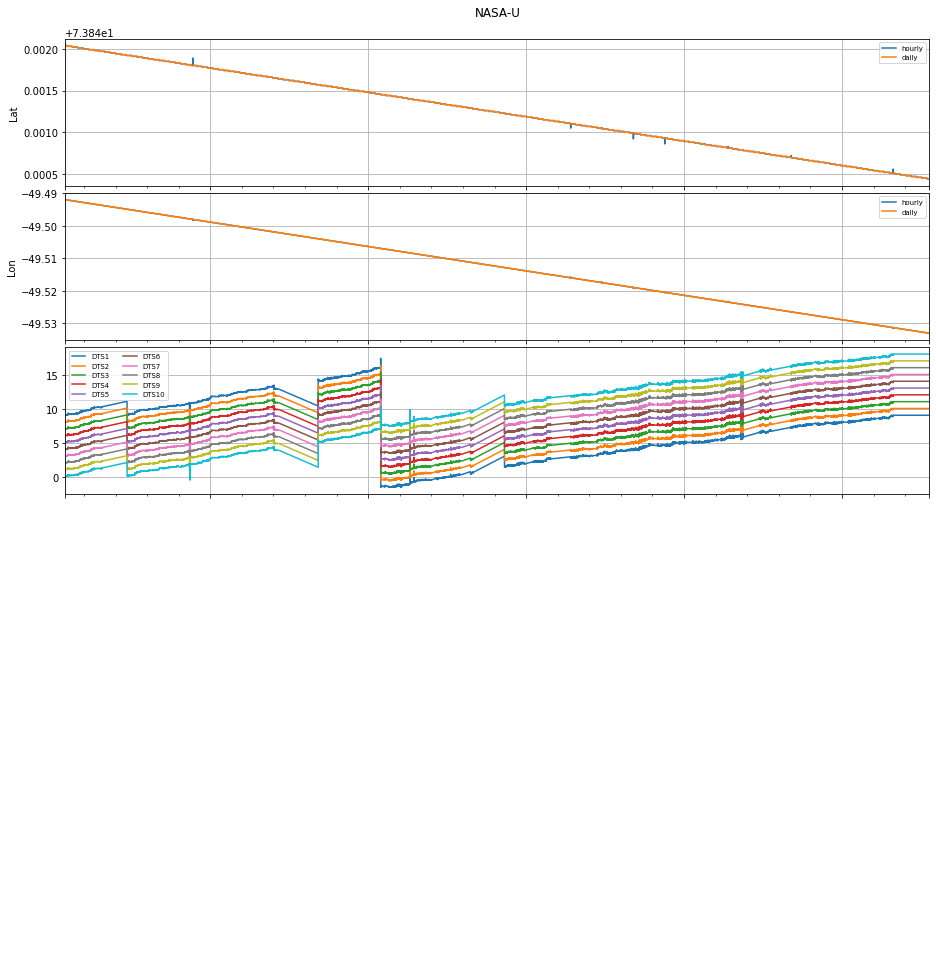 NASA-U
+7.384e1
0.0020
0.0015
0.0010
0.0005
Lat
hourly
daily
−49.49
−49.50
−49.51
−49.52
−49.53
Lon
hourly
daily
15
10
5
0
DTS1 DTS6
DTS2 DTS7
DTS3 DTS8
DTS4 DTS9
DTS5 DTS10